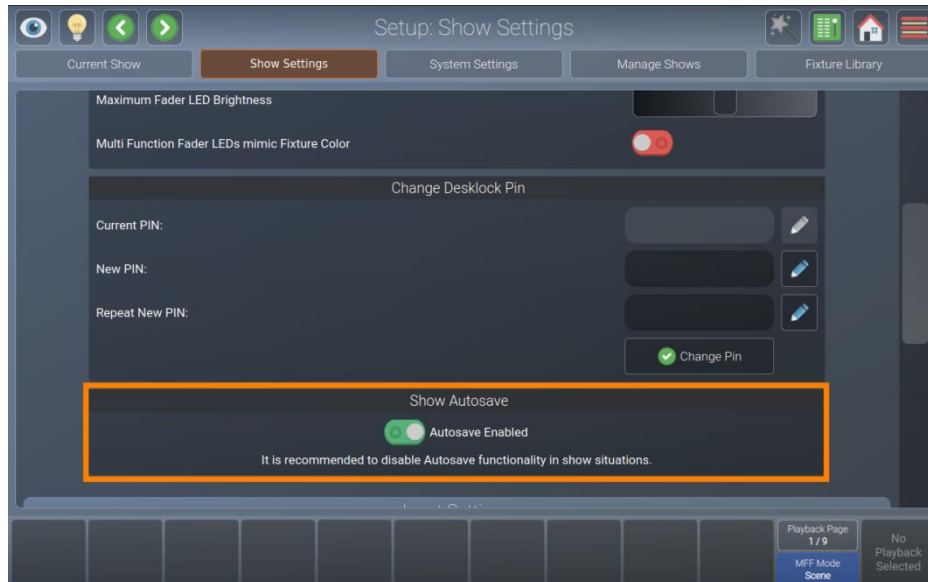 Setup: Show Settings
Current Show
Show Settings
System Settings
Manage Shows
Fixture Library
Maximum Fader LED Brightness
Multi Function Fader LEDs mimic Fixture Color
Change Desklock Pin
Current PIN:
New PIN:
Repeat New PIN:
Change Pin
Show Autosave
Autosave Enabled
It is recommended to disable Autosave functionality in show situations.
Playback Page
1 / 9
MFF Mode
Scene
No
Playback
Selected